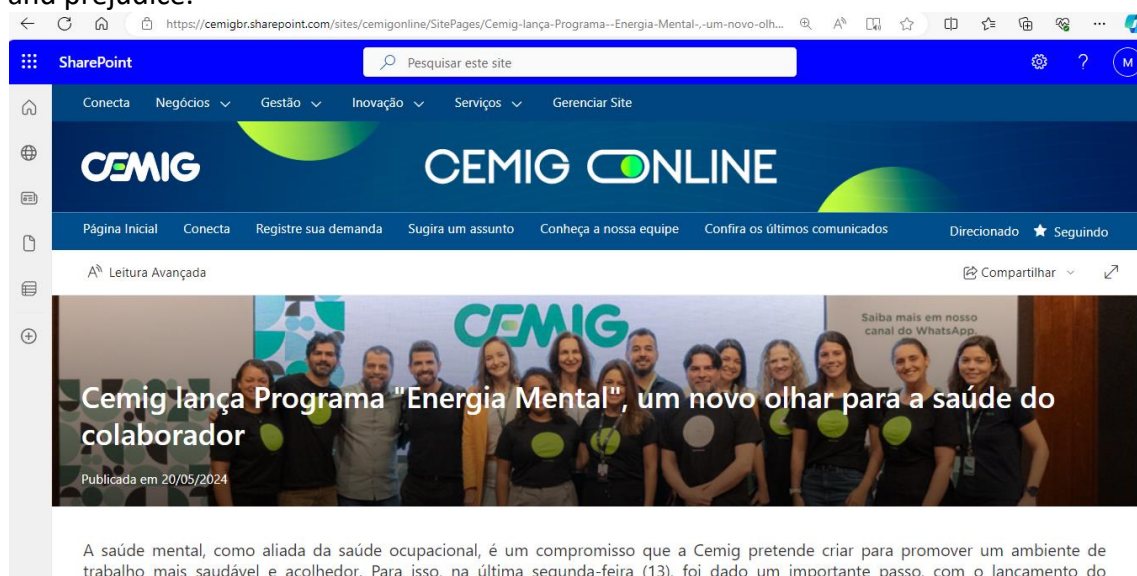 and prejudice.
https://cemigbr.sharepoint.com/sites/cemigonline/SitePages/Cemig-lança-Programa--Energia-Mental-,-um-novo-olh...
SharePoint
Pesquisar este site
M
Conecta Negócios Gestão Inovação Serviços Gerenciar Site
CEMIG CEMIG ONLINE
Página Inicial Conecta Registre sua demanda Sugira um assunto Conheça a nossa equipe Confira os últimos comunicados Direcionado Seguindo
Leitura Avançada Compartilhar
CEMIG
Saiba mais em nosso
canal do WhatsApp.
Cemig lança Programa "Energia Mental", um novo olhar para a saúde do
colaborador
Publicada em 20/05/2024
A saúde mental, como aliada da saúde ocupacional, é um compromisso que a Cemig pretende criar para promover um ambiente de
trabalho mais saudável e acolhedor. Para isso, na última segunda-feira (13), foi dado um importante passo, com o lançamento do